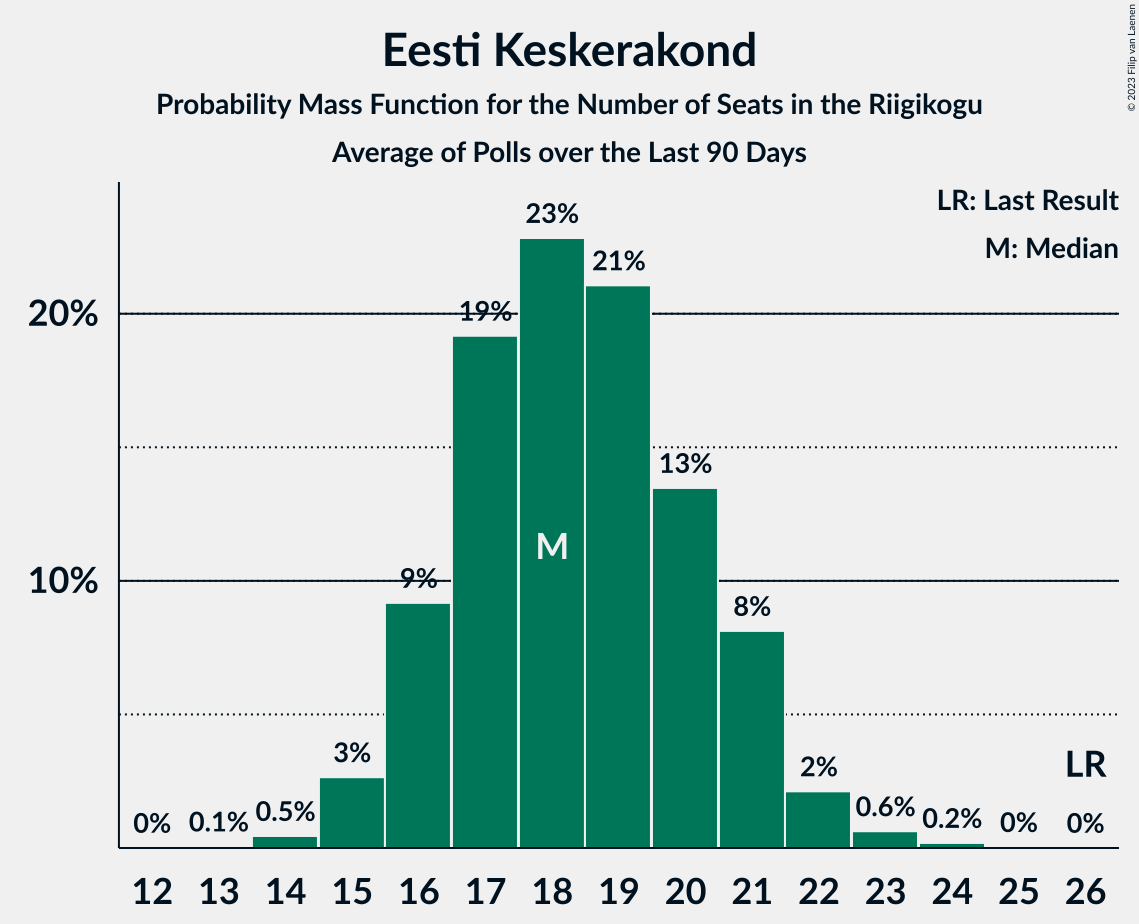 Eesti Keskerakond
Probability Mass Function for the Number of Seats in the Riigikogu
Average of Polls over the Last 90 Days
© 2023 Filip van Laenen
LR: Last Result
M: Median
20%
10%
0%
0.1%
0.5%
3%
9%
19%
23%
21%
13%
8%
2%
0.6%
0.2%
0%
0%
M
LR
12 13 14 15 16 17 18 19 20 21 22 23 24 25 26